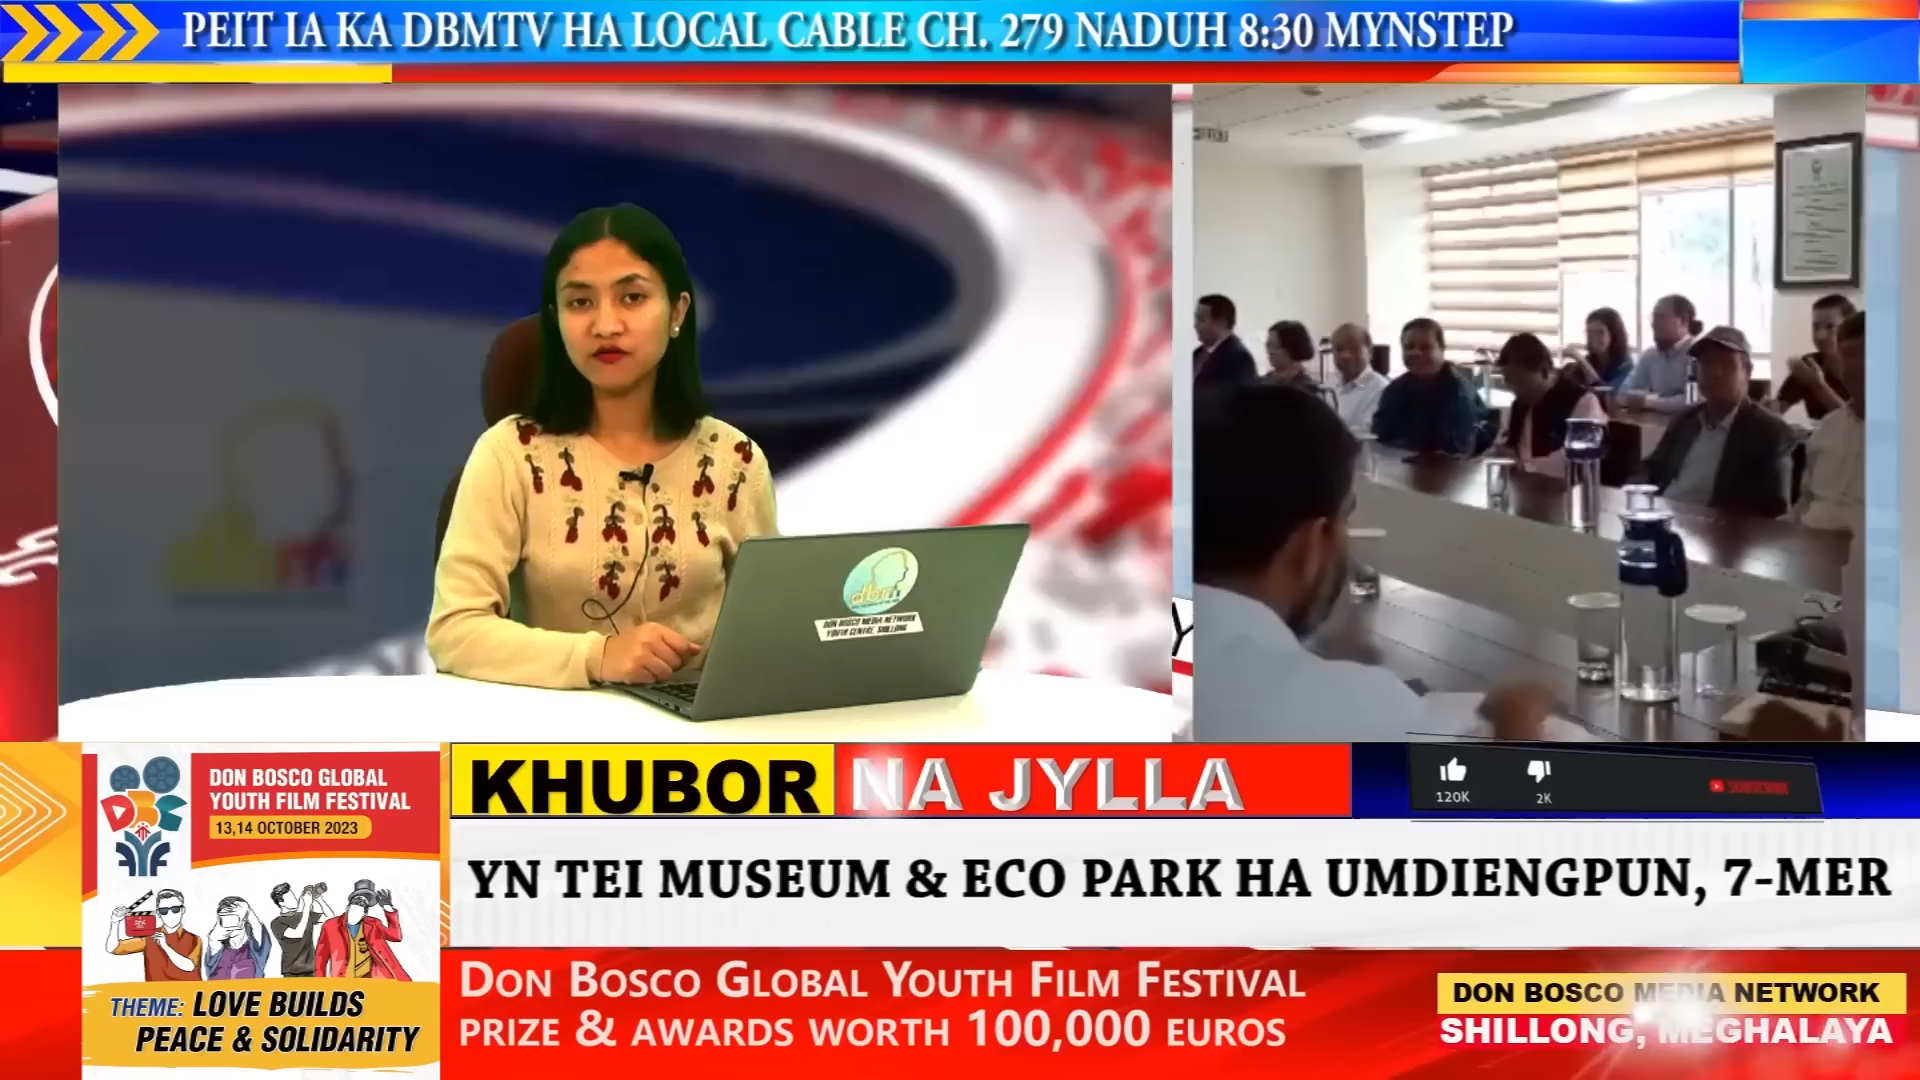 PEIT IA KA DBMTV HA LOCAL CABLE CH. 279 NADUH 8:30 MYNSTEP
dbm
DON BOSCO MEDIA NETWORK
YOUTH CENTRE, SHILLONG
DON BOSCO GLOBAL
YOUTH FILM FESTIVAL
13,14 OCTOBER 2023
DBG
THEME: LOVE BUILDS
PEACE & SOLIDARITY
KHUBOR NA JYLLA
120K
2K
SUBSCRIBE
YN TEI MUSEUM & ECO PARK HA UMDIENGPUN, 7-MER
DON BOSCO GLOBAL YOUTH FILM FESTIVAL
PRIZE & AWARDS WORTH 100,000 EUROS
DON BOSCO MEDIA NETWORK
SHILLONG, MEGHALAYA